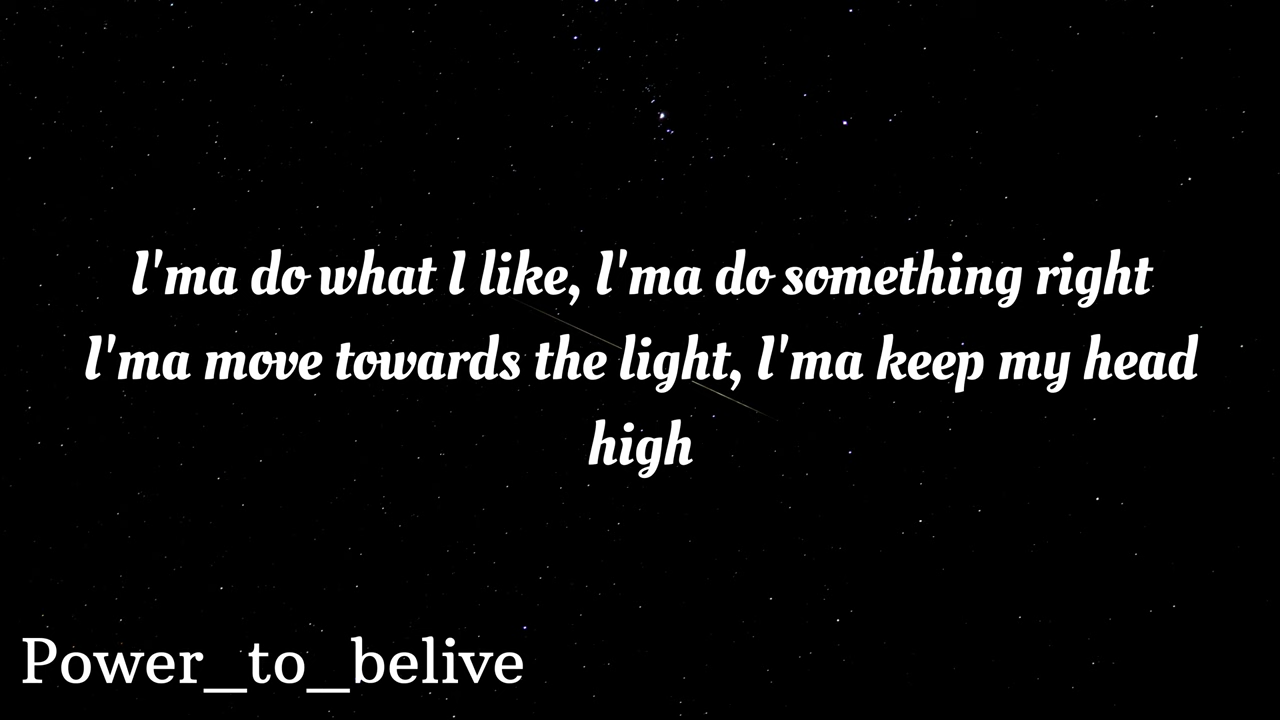 I'ma do what I like, I'ma do something right
I'ma move towards the light, I'ma keep my head
high
Power_to_belive